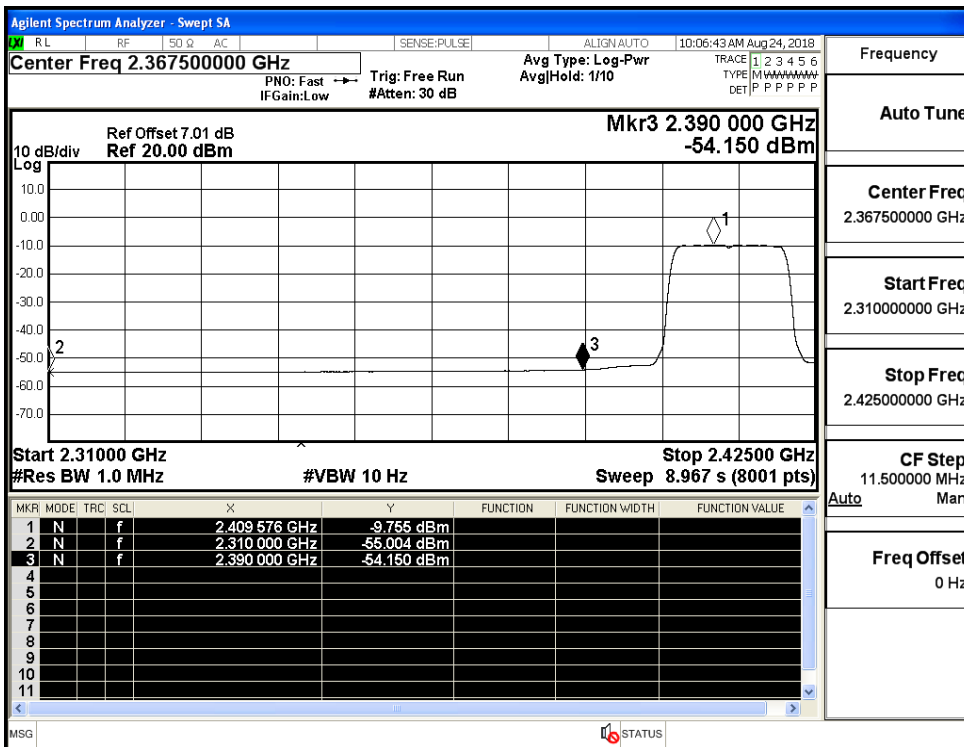 Agilent Spectrum Analyzer - Swept SA
LXI RL RF 50 Ω AC SENSE:PULSE ALIGN AUTO 10:06:43 AM Aug 24, 2018
Center Freq 2.367500000 GHz
PNO: Fast
IFGain:Low
Trig: Free Run
#Atten: 30 dB
Avg Type: Log-Pwr
Avg|Hold: 1/10
TRACE 1 2 3 4 5 6
TYPE M WWWWW
DET P P P P P P
Ref Offset 7.01 dB
10 dB/div Ref 20.00 dBm
Log
Mkr3 2.390 000 GHz
-54.150 dBm
10.0
0.00
-10.0
-20.0
-30.0
-40.0
-50.0
-60.0
-70.0
1
2
3
Start 2.31000 GHz Stop 2.42500 GHz
#Res BW 1.0 MHz #VBW 10 Hz Sweep 8.967 s (8001 pts)
MKR MODE TRC SCL X Y FUNCTION FUNCTION WIDTH FUNCTION VALUE
1 N f 2.409 576 GHz -9.755 dBm
2 N f 2.310 000 GHz -55.004 dBm
3 N f 2.390 000 GHz -54.150 dBm
4
5
6
7
8
9
10
11
MSG STATUS
Frequency
Auto Tune
Center Freq
2.367500000 GHz
Start Freq
2.310000000 GHz
Stop Freq
2.425000000 GHz
CF Step
11.500000 MHz
Auto Man
Freq Offset
0 Hz